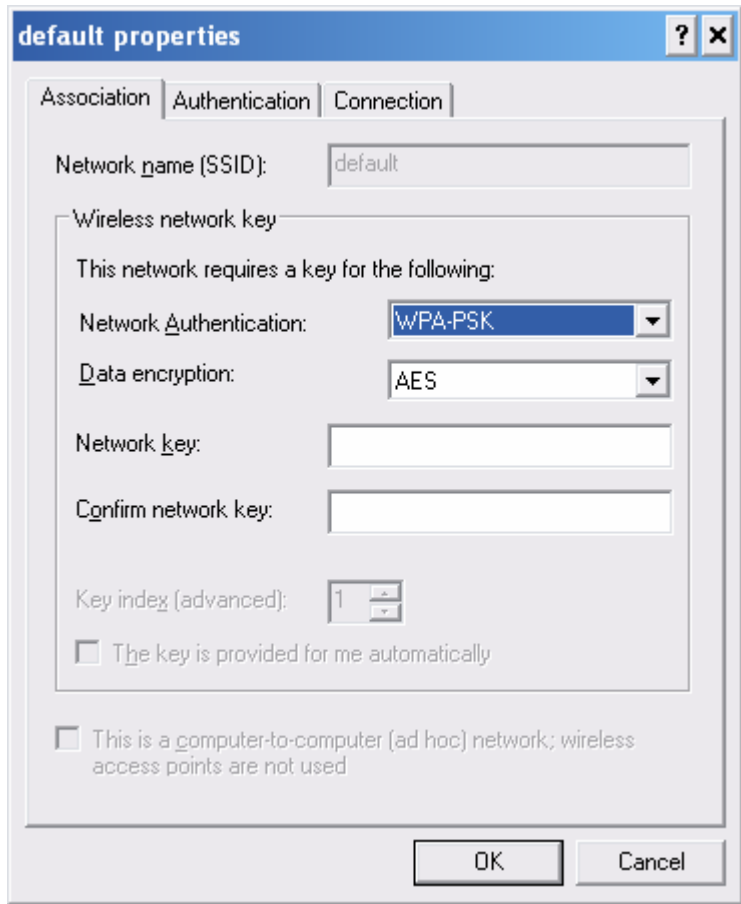 default properties
Association Authentication Connection
Network name (SSID): default
Wireless network key
This network requires a key for the following:
Network Authentication: WPA-PSK
Data encryption: AES
Network key:
Confirm network key:
Key index (advanced): 1
The key is provided for me automatically
This is a computer-to-computer (ad hoc) network; wireless
access points are not used
OK Cancel